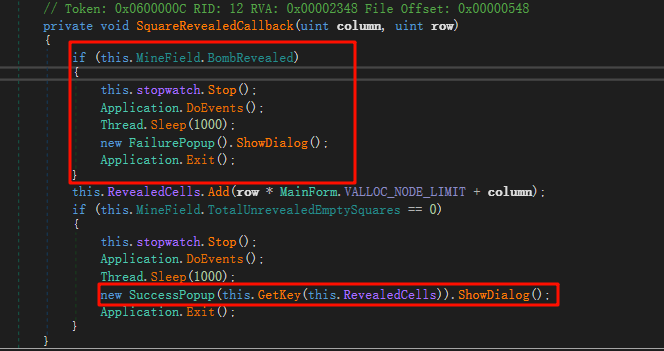 // Token: 0x0600000C RID: 12 RVA: 0x00002348 File Offset: 0x00000548
private void SquareRevealedCallback(uint column, uint row)
{
if (this.MineField.BombRevealed)
{
this.stopwatch.Stop();
Application.DoEvents();
Thread.Sleep(1000);
new FailurePopup().ShowDialog();
Application.Exit();
}
this.RevealedCells.Add(row * MainForm.VALLOC_NODE_LIMIT + column);
if (this.MineField.TotalUnrevealedEmptySquares == 0)
{
this.stopwatch.Stop();
Application.DoEvents();
Thread.Sleep(1000);
new SuccessPopup(this.GetKey(this.RevealedCells)).ShowDialog();
Application.Exit();
}
}